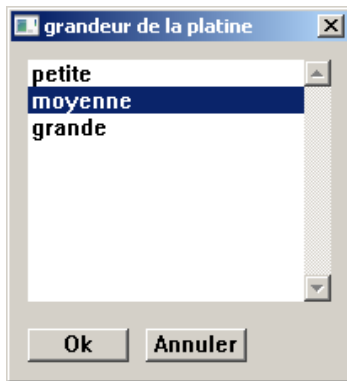 grandeur de la platine
petite
moyenne
grande
Ok
Annuler